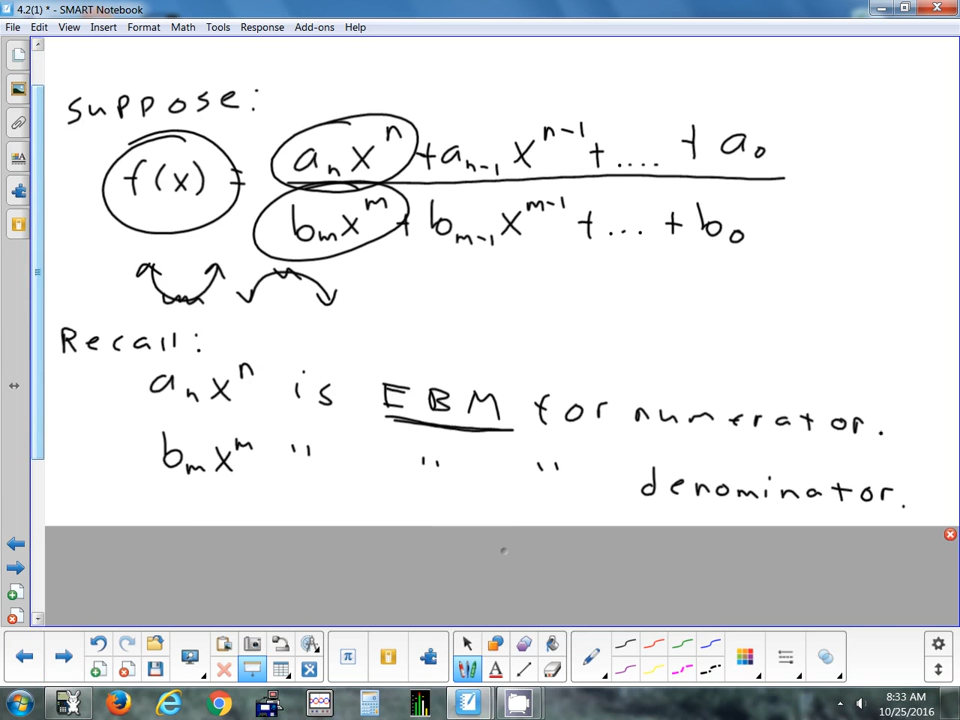 4.2(1) * - SMART Notebook
File Edit View Insert Format Math Tools Response Add-ons Help
Suppose:
f(x) = aₙxⁿ + aₙ₋₁xⁿ⁻¹ + .... + a₀
bₘxᵐ + bₘ₋₁xᵐ⁻¹ + ... + b₀
Recall:
aₙxⁿ is EBM for numerator.
bₘxᵐ " " " denominator.
8:33 AM
10/25/2016